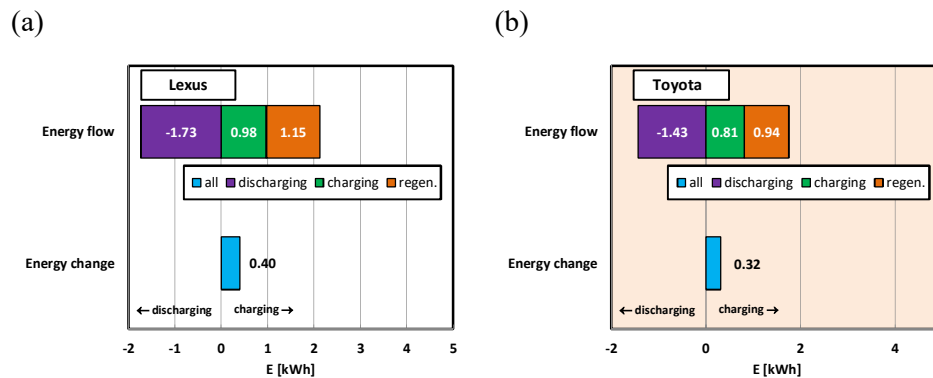 (a)
Lexus
Energy flow
-1.73 0.98 1.15
all discharging charging regen.
Energy change
0.40
← discharging charging →
-2 -1 0 1 2 3 4 5
E [kWh]
(b)
Toyota
Energy flow
-1.43 0.81 0.94
all discharging charging regen.
Energy change
0.32
← discharging charging →
-2 0 2 4
E [kWh]